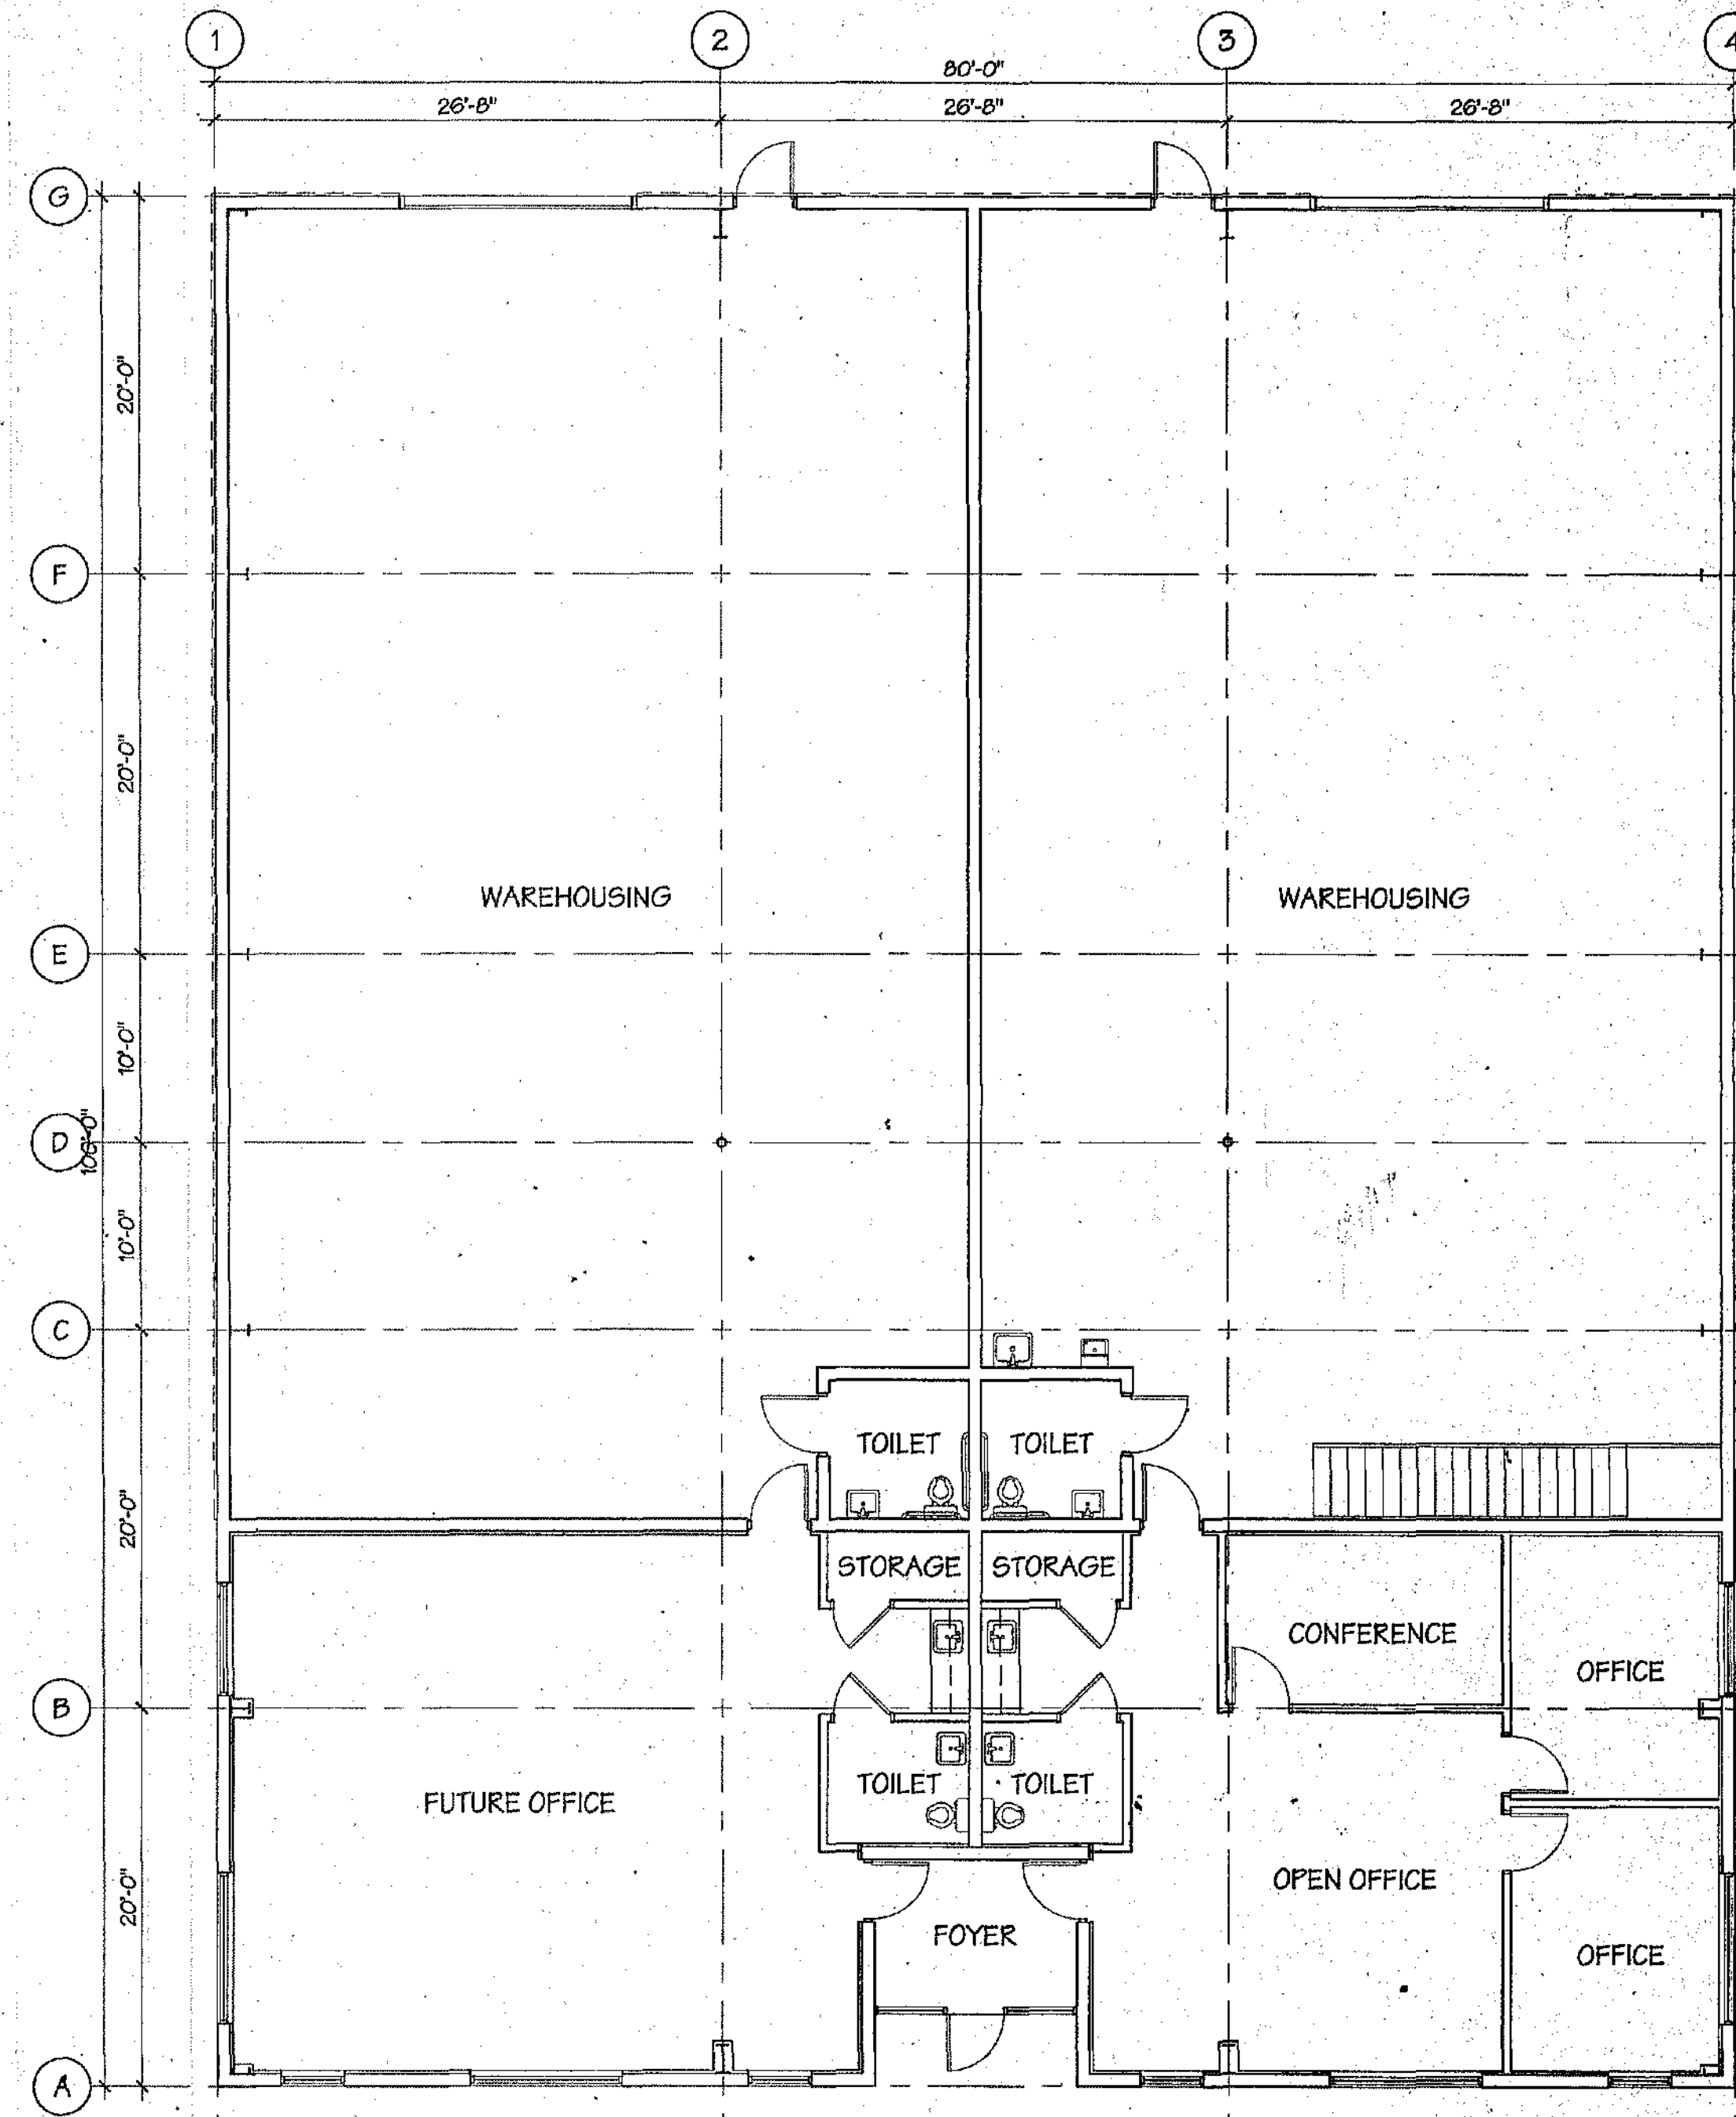 1
2
3
4
80'-0"
26'-8"
26'-8"
26'-8"
G
20'-0"
F
20'-0"
WAREHOUSING
WAREHOUSING
E
10'-0"
D
100'-0"
10'-0"
C
TOILET
TOILET
20'-0"
STORAGE
STORAGE
CONFERENCE
OFFICE
B
TOILET
TOILET
FUTURE OFFICE
20'-0"
OPEN OFFICE
FOYER
OFFICE
A